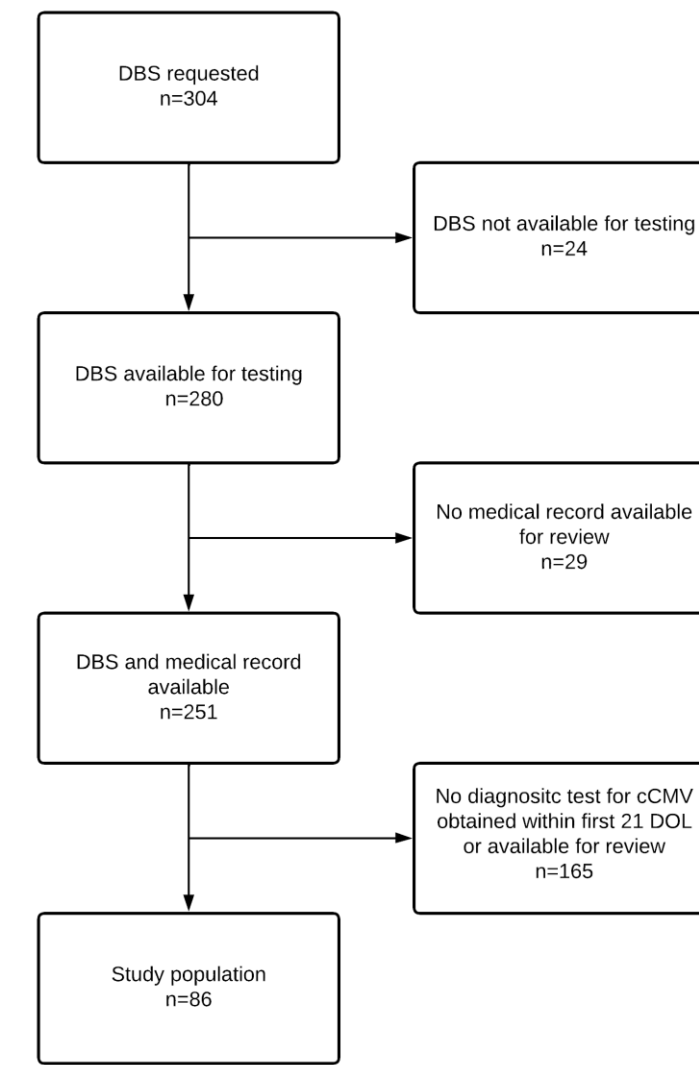 DBS requested
n=304
DBS not available for testing
n=24
DBS available for testing
n=280
No medical record available
for review
n=29
DBS and medical record
available
n=251
No diagnositc test for cCMV
obtained within first 21 DOL
or available for review
n=165
Study population
n=86